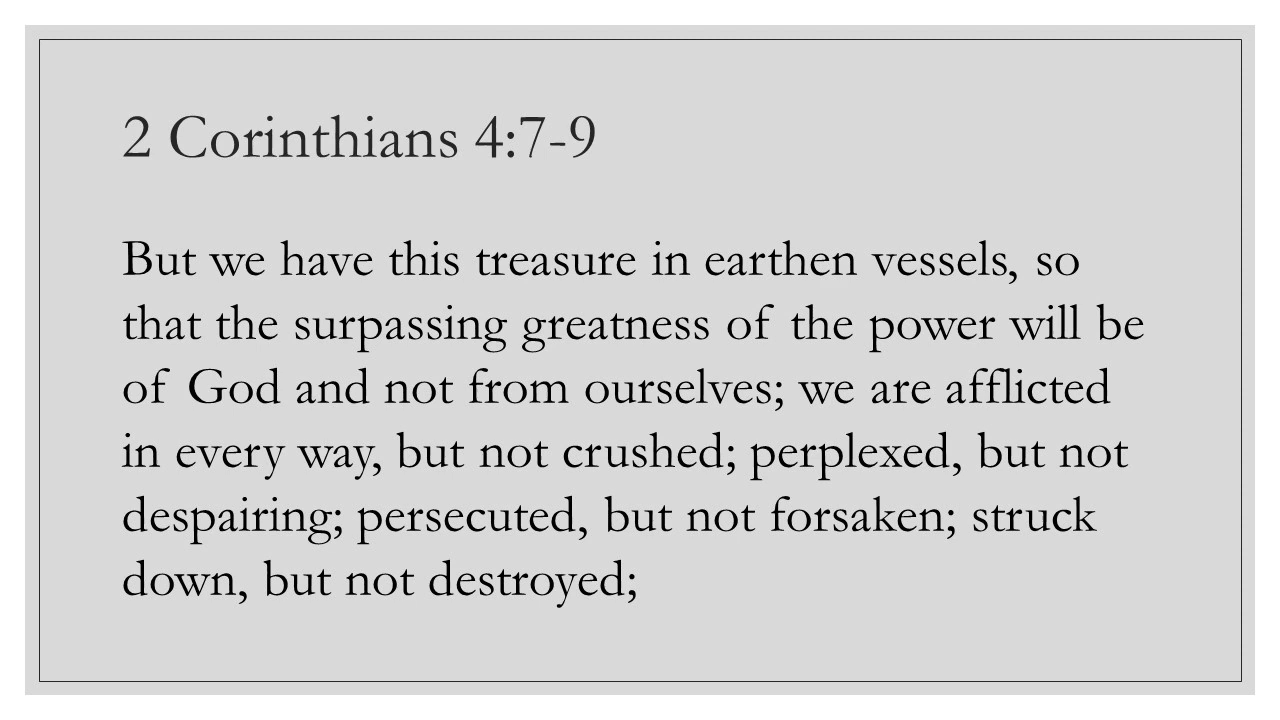 2 Corinthians 4:7-9
But we have this treasure in earthen vessels, so
that the surpassing greatness of the power will be
of God and not from ourselves; we are afflicted
in every way, but not crushed; perplexed, but not
despairing; persecuted, but not forsaken; struck
down, but not destroyed;